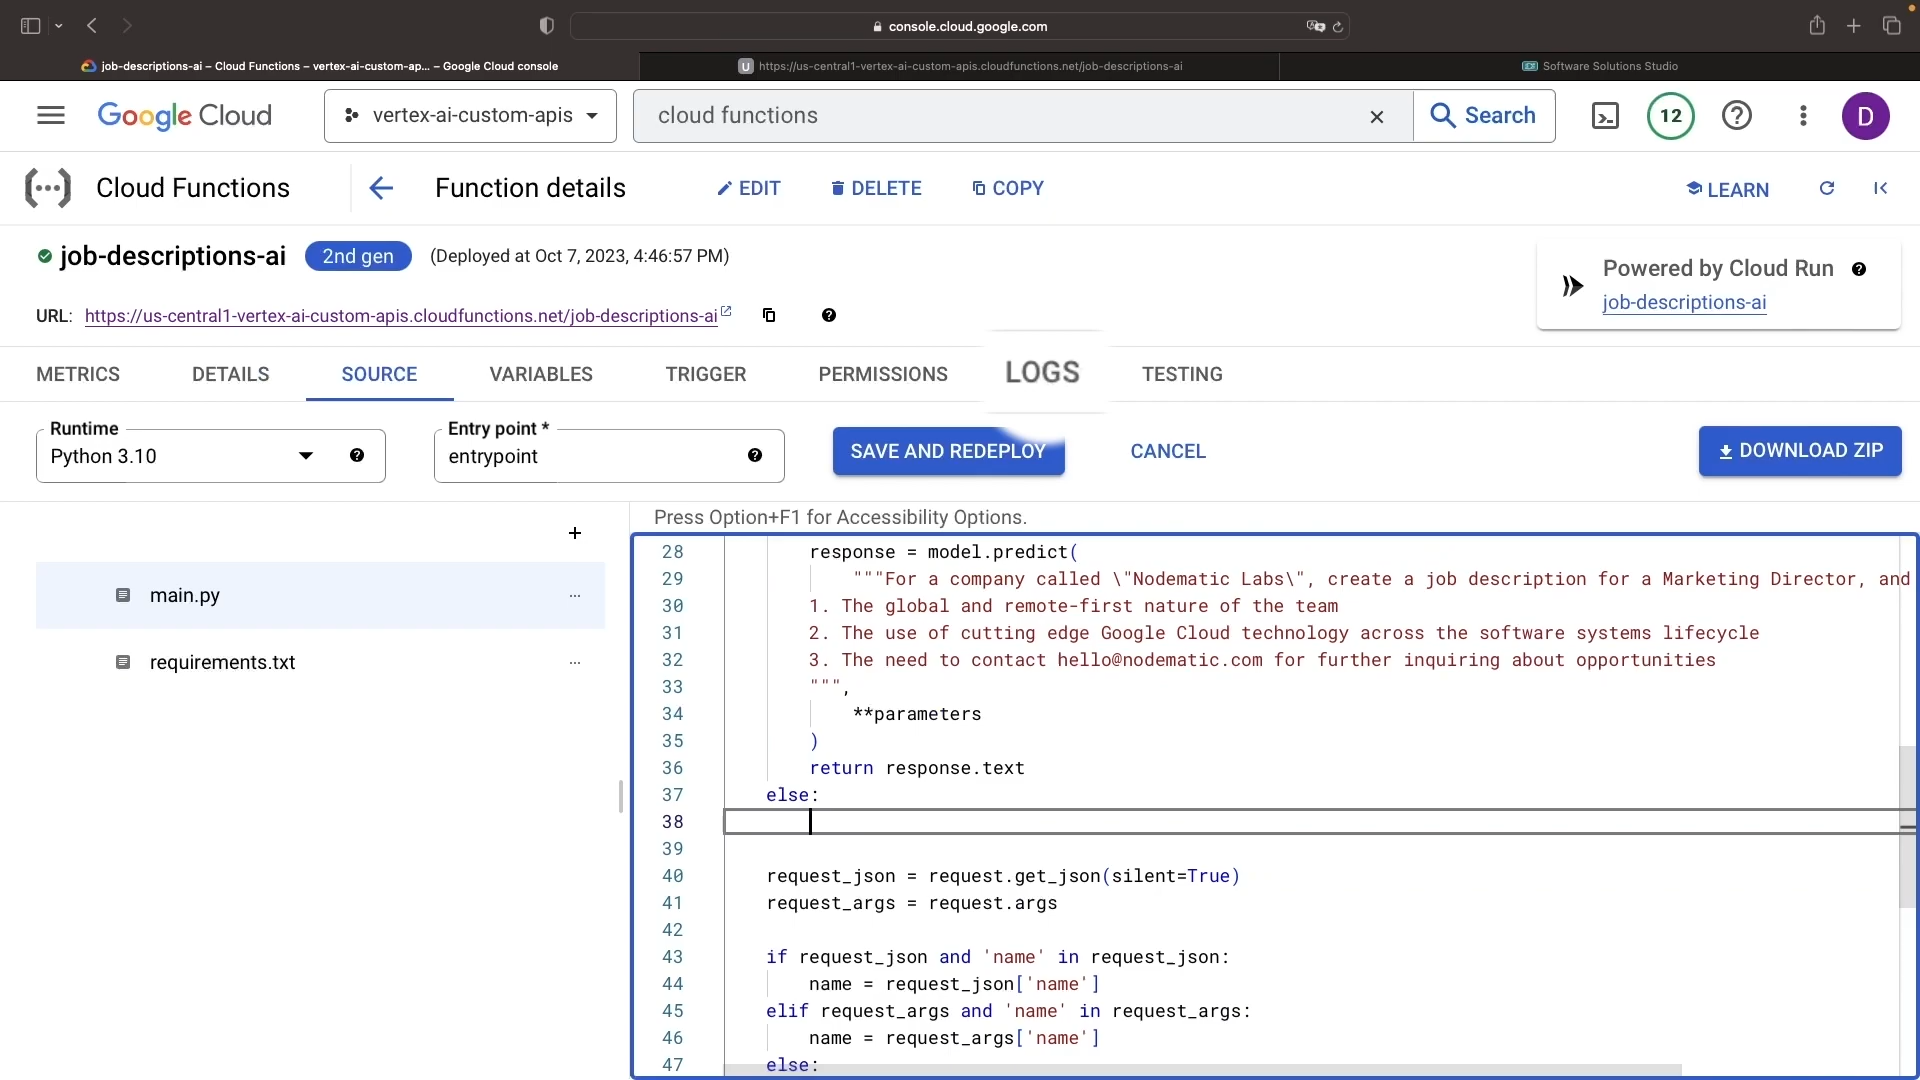 console.cloud.google.com
job-descriptions-ai – Cloud Functions – vertex-ai-custom-ap... – Google Cloud console
U https://us-central1-vertex-ai-custom-apis.cloudfunctions.net/job-descriptions-ai
Software Solutions Studio
Google Cloud
vertex-ai-custom-apis
cloud functions
Search
12
D
Cloud Functions
Function details
EDIT
DELETE
COPY
LEARN
job-descriptions-ai
2nd gen
(Deployed at Oct 7, 2023, 4:46:57 PM)
Powered by Cloud Run
job-descriptions-ai
URL: https://us-central1-vertex-ai-custom-apis.cloudfunctions.net/job-descriptions-ai
METRICS
DETAILS
SOURCE
VARIABLES
TRIGGER
PERMISSIONS
LOGS
TESTING
Runtime
Python 3.10
Entry point *
entrypoint
SAVE AND REDEPLOY
CANCEL
DOWNLOAD ZIP
main.py
requirements.txt
Press Option+F1 for Accessibility Options.
28 response = model.predict(
29 """For a company called \"Nodematic Labs\", create a job description for a Marketing Director, and
30 1. The global and remote-first nature of the team
31 2. The use of cutting edge Google Cloud technology across the software systems lifecycle
32 3. The need to contact hello@nodematic.com for further inquiring about opportunities
33 """,
34 **parameters
35 )
36 return response.text
37 else:
38
39
40 request_json = request.get_json(silent=True)
41 request_args = request.args
42
43 if request_json and 'name' in request_json:
44 name = request_json['name']
45 elif request_args and 'name' in request_args:
46 name = request_args['name']
47 else: